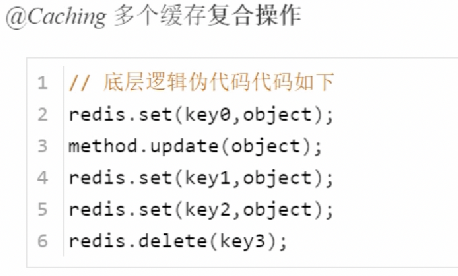 @Caching 多个缓存复合操作
1 // 底层逻辑伪代码代码如下
2 redis.set(key0,object);
3 method.update(object);
4 redis.set(key1,object);
5 redis.set(key2,object);
6 redis.delete(key3);